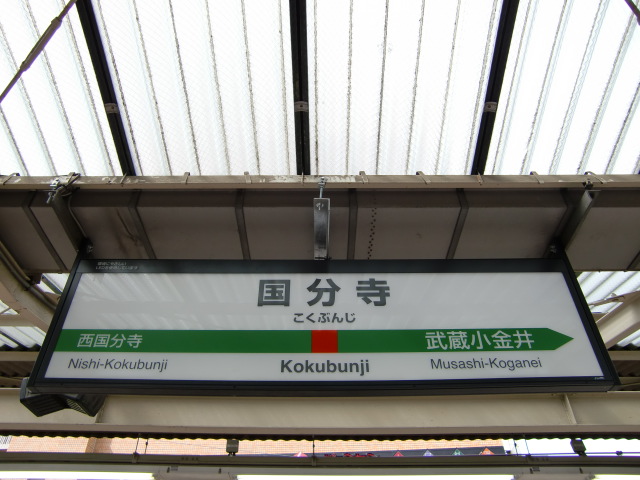 国分寺
こくぶんじ
西国分寺 武蔵小金井
Nishi-Kokubunji Kokubunji Musashi-Koganei